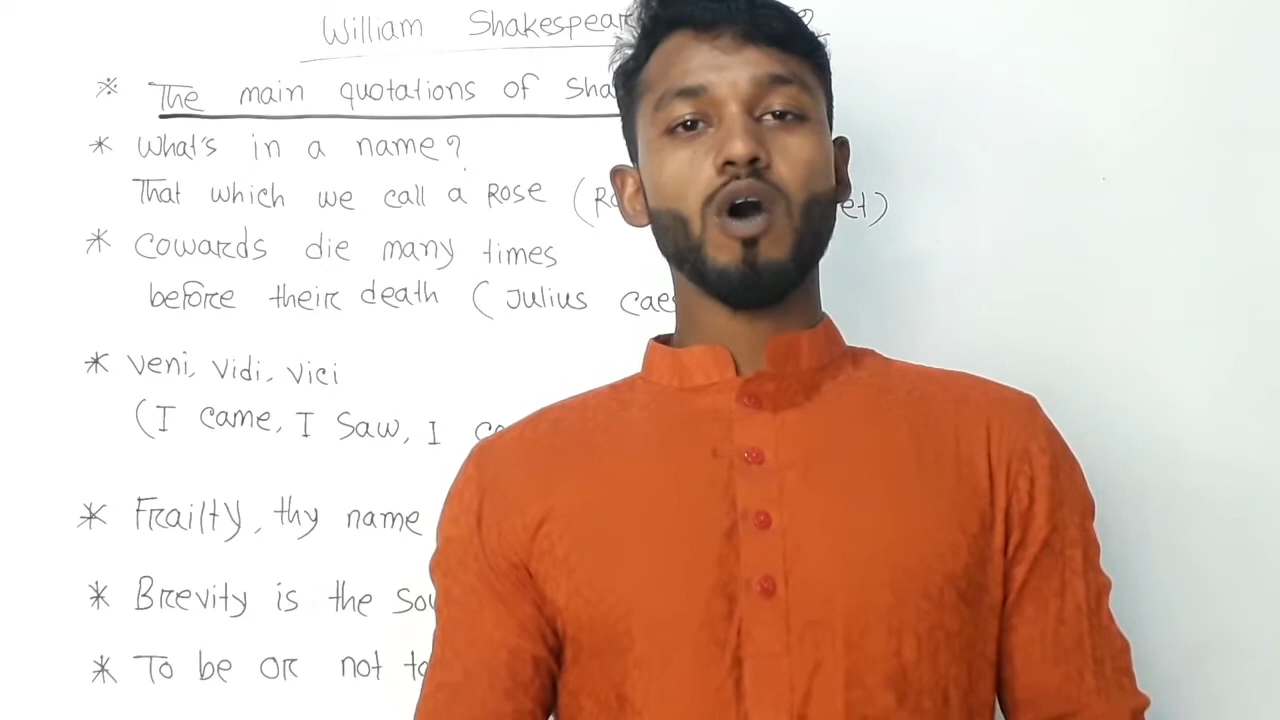 William Shakespear
※ The main quotations of Sha
* What's in a name?
That which we call a Rose (Ro et)
* Cowards die many times
before their death (Julius Caes
* Veni, vidi, vici
(I came, I Saw, I co
* Frailty, thy name
* Brevity is the sou
* To be or not to